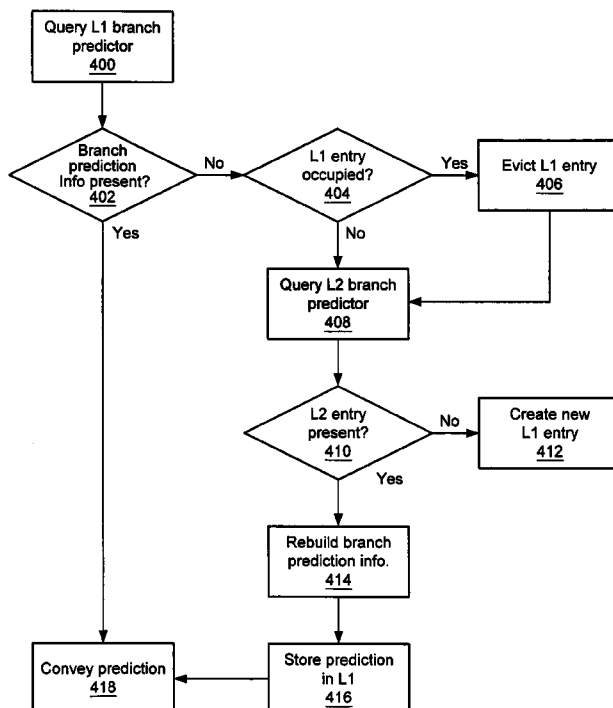 Query L1 branch
predictor
400
Branch
prediction
Info present?
402
No
L1 entry
occupied?
404
Yes
Evict L1 entry
406
Yes
No
Query L2 branch
predictor
408
L2 entry
present?
410
No
Create new
L1 entry
412
Yes
Rebuild branch
prediction info.
414
Convey prediction
418
Store prediction
in L1
416